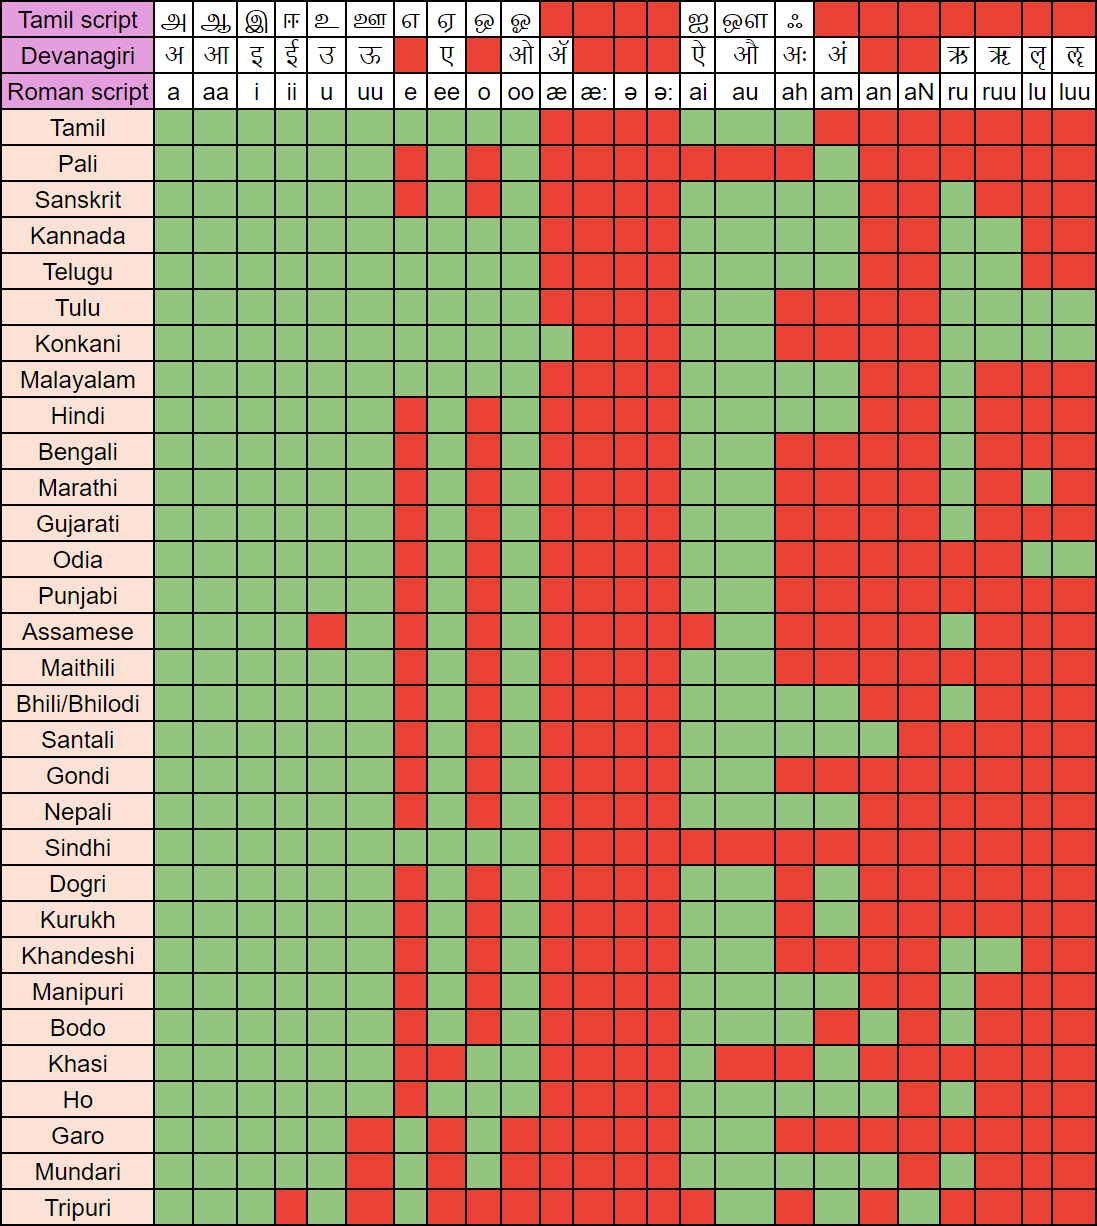 Tamil script அ ஆ இ ஈ உ ஊ எ ஏ ஒ ஓ ஐ ஔ ஃ
Devanagiri अ आ इ ई उ ऊ ए ओ ॲ ऐ औ अः अं ऋ ॠ ऌ ॡ
Roman script a aa i ii u uu e ee o oo æ æ: ə ə: ai au ah am an aN ru ruu lu luu
Tamil
Pali
Sanskrit
Kannada
Telugu
Tulu
Konkani
Malayalam
Hindi
Bengali
Marathi
Gujarati
Odia
Punjabi
Assamese
Maithili
Bhili/Bhilodi
Santali
Gondi
Nepali
Sindhi
Dogri
Kurukh
Khandeshi
Manipuri
Bodo
Khasi
Ho
Garo
Mundari
Tripuri